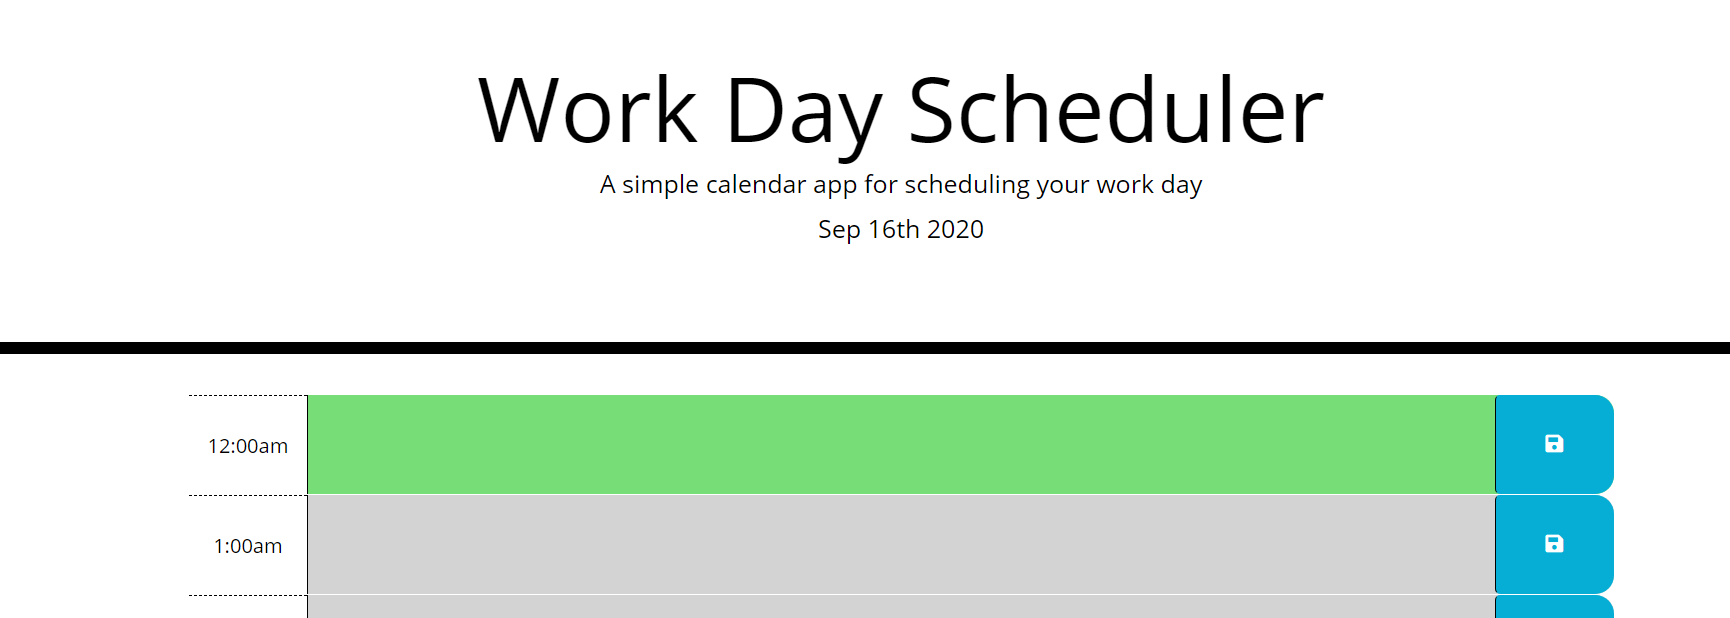 Work Day Scheduler
A simple calendar app for scheduling your work day
Sep 16th 2020
12:00am
1:00am